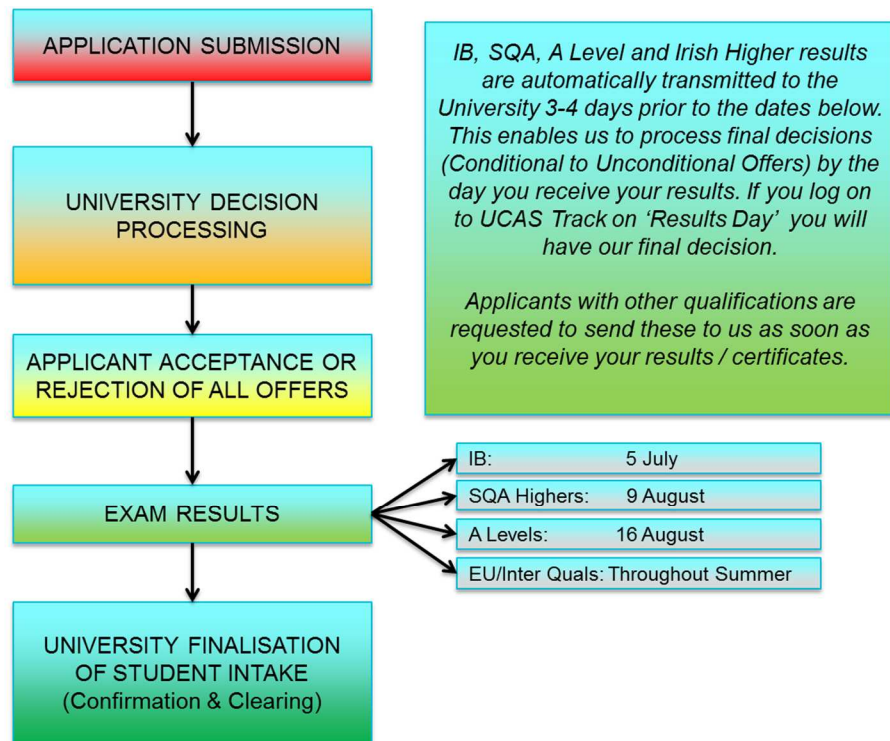 APPLICATION SUBMISSION
UNIVERSITY DECISION
PROCESSING
APPLICANT ACCEPTANCE OR
REJECTION OF ALL OFFERS
EXAM RESULTS
UNIVERSITY FINALISATION
OF STUDENT INTAKE
(Confirmation & Clearing)
IB, SQA, A Level and Irish Higher results
are automatically transmitted to the
University 3-4 days prior to the dates below.
This enables us to process final decisions
(Conditional to Unconditional Offers) by the
day you receive your results. If you log on
to UCAS Track on ‘Results Day’ you will
have our final decision.
Applicants with other qualifications are
requested to send these to us as soon as
you receive your results / certificates.
IB: 5 July
SQA Highers: 9 August
A Levels: 16 August
EU/Inter Quals: Throughout Summer